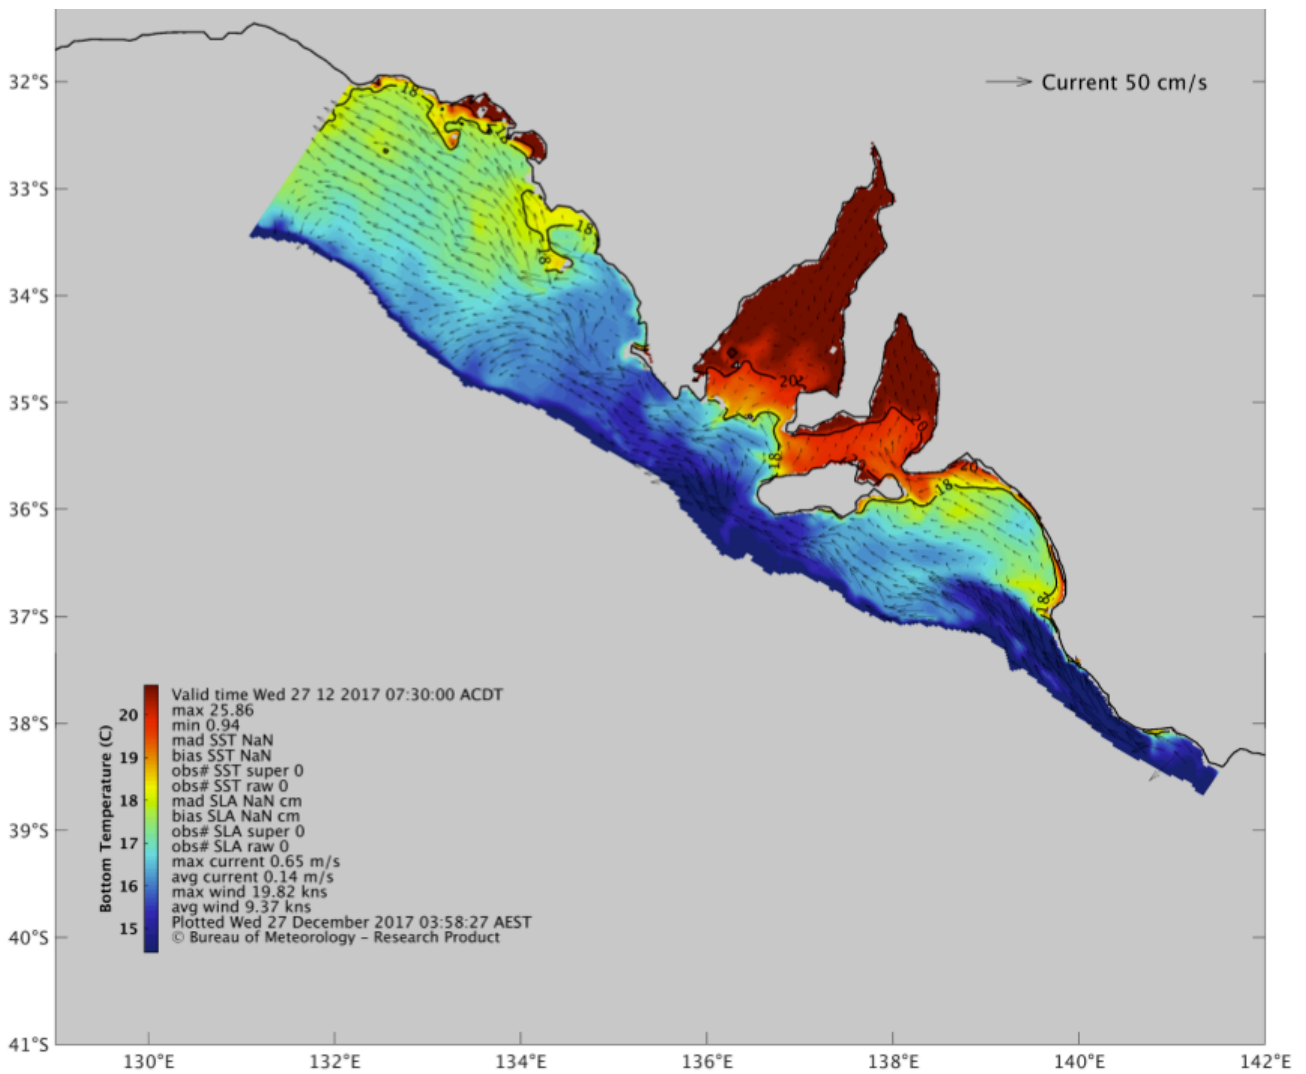 Current 50 cm/s
32°S
33°S
34°S
35°S
36°S
37°S
38°S
39°S
40°S
41°S
18
18
18
20
20
18
20
18
18
Bottom Temperature (C)
20
19
18
17
16
15
Valid time Wed 27 12 2017 07:30:00 ACDT
max 25.86
min 0.94
mad SST NaN
bias SST NaN
obs# SST super 0
obs# SST raw 0
mad SLA NaN cm
bias SLA NaN cm
obs# SLA super 0
obs# SLA raw 0
max current 0.65 m/s
avg current 0.14 m/s
max wind 19.82 kns
avg wind 9.37 kns
Plotted Wed 27 December 2017 03:58:27 AEST
© Bureau of Meteorology – Research Product
130°E
132°E
134°E
136°E
138°E
140°E
142°E